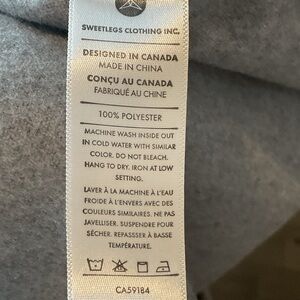 SWEETLEGS CLOTHING INC.
DESIGNED IN CANADA
MADE IN CHINA
CONÇU AU CANADA
FABRIQUÉ AU CHINE
100% POLYESTER
MACHINE WASH INSIDE OUT
IN COLD WATER WITH SIMILAR
COLOR. DO NOT BLEACH.
HANG TO DRY. IRON AT LOW
SETTING.
LAVER À LA MACHINE À L'EAU
FROIDE À L'ENVERS AVEC DES
COULEURS SIMILAIRES. NE PAS
JAVELLISER. SUSPENDRE POUR
SÉCHER. REPASSSER À BASSE
TEMPÉRATURE.
CA59184